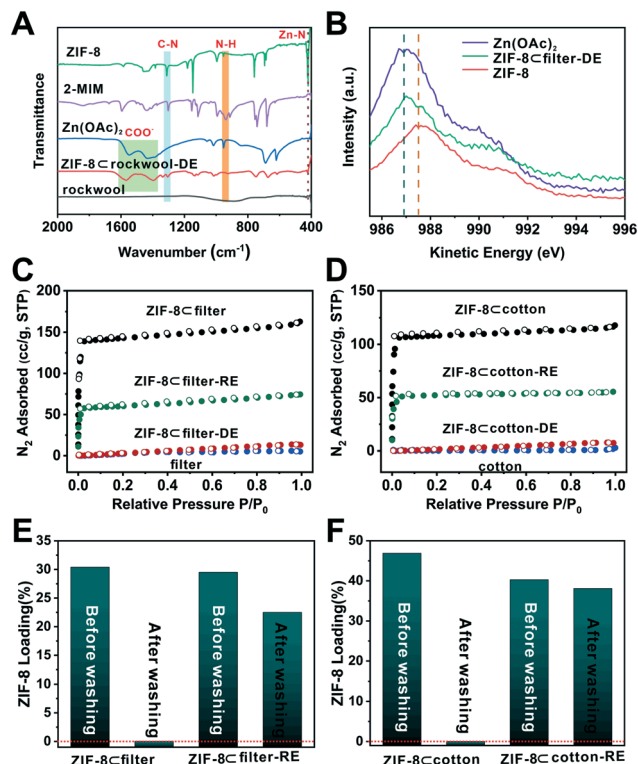 A
Zn-N
C-N
N-H
ZIF-8
2-MIM
Zn(OAc)₂
COO⁻
ZIF-8⊂rockwool-DE
rockwool
Transmittance
2000 1600 1200 800 400
Wavenumber (cm⁻¹)
B
Zn(OAc)₂
ZIF-8⊂filter-DE
ZIF-8
Intensity (a.u.)
986 988 990 992 994 996
Kinetic Energy (eV)
C
200
150
100
50
0
N₂ Adsorbed (cc/g, STP)
ZIF-8⊂filter
ZIF-8⊂filter-RE
ZIF-8⊂filter-DE
filter
0.0 0.2 0.4 0.6 0.8 1.0
Relative Pressure P/P₀
D
150
100
50
0
N₂ Adsorbed (cc/g, STP)
ZIF-8⊂cotton
ZIF-8⊂cotton-RE
ZIF-8⊂cotton-DE
cotton
0.0 0.2 0.4 0.6 0.8 1.0
Relative Pressure P/P₀
E
35
30
25
20
15
10
5
0
ZIF-8 Loading(%)
Before washing
After washing
Before washing
After washing
ZIF-8⊂filter ZIF-8⊂filter-RE
F
50
40
30
20
10
0
ZIF-8 Loading(%)
Before washing
After washing
Before washing
After washing
ZIF-8⊂cotton ZIF-8⊂cotton-RE